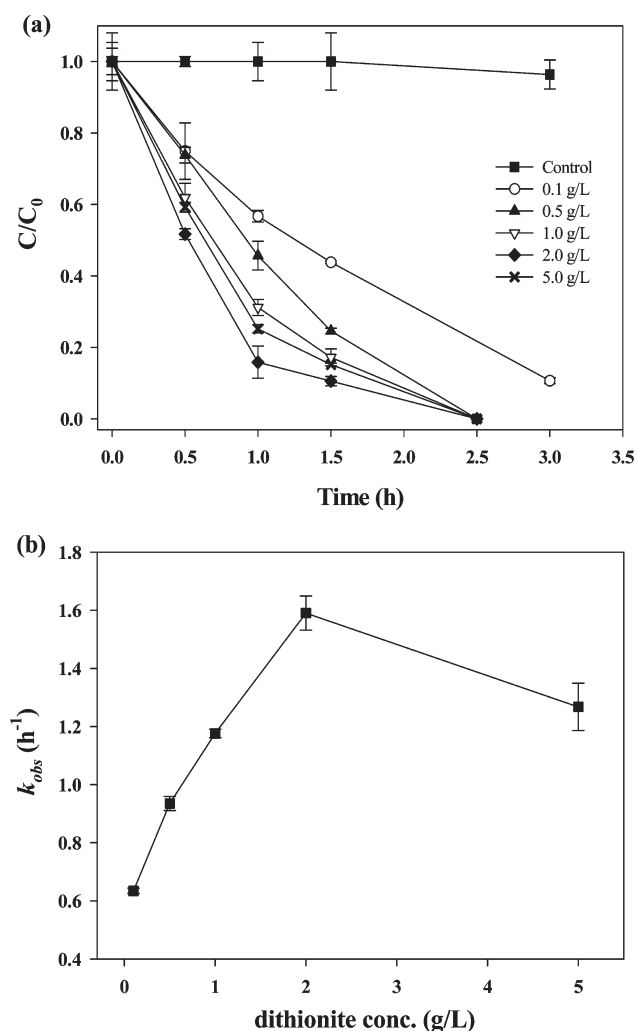 (a)
1.0
0.8
0.6
0.4
0.2
0.0
C/C₀
Control
0.1 g/L
0.5 g/L
1.0 g/L
2.0 g/L
5.0 g/L
0.0 0.5 1.0 1.5 2.0 2.5 3.0 3.5
Time (h)
(b)
1.8
1.6
1.4
1.2
1.0
0.8
0.6
0.4
k_obs (h⁻¹)
0 1 2 3 4 5
dithionite conc. (g/L)